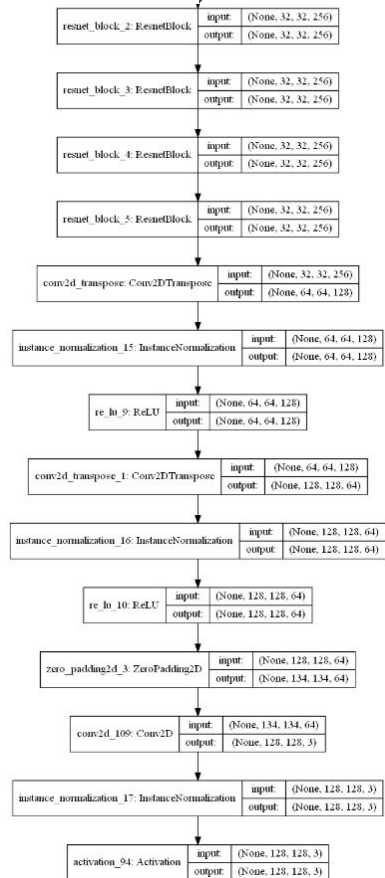 resnet_block_2: ResnetBlock input: (None, 32, 32, 256)
output: (None, 32, 32, 256)
resnet_block_3: ResnetBlock input: (None, 32, 32, 256)
output: (None, 32, 32, 256)
resnet_block_4: ResnetBlock input: (None, 32, 32, 256)
output: (None, 32, 32, 256)
resnet_block_5: ResnetBlock input: (None, 32, 32, 256)
output: (None, 32, 32, 256)
conv2d_transpose: Conv2DTranspose input: (None, 32, 32, 256)
output: (None, 64, 64, 128)
instance_normalization_15: InstanceNormalization input: (None, 64, 64, 128)
output: (None, 64, 64, 128)
re_lu_9: ReLU input: (None, 64, 64, 128)
output: (None, 64, 64, 128)
conv2d_transpose_1: Conv2DTranspose input: (None, 64, 64, 128)
output: (None, 128, 128, 64)
instance_normalization_16: InstanceNormalization input: (None, 128, 128, 64)
output: (None, 128, 128, 64)
re_lu_10: ReLU input: (None, 128, 128, 64)
output: (None, 128, 128, 64)
zero_padding2d_3: ZeroPadding2D input: (None, 128, 128, 64)
output: (None, 134, 134, 64)
conv2d_109: Conv2D input: (None, 134, 134, 64)
output: (None, 128, 128, 3)
instance_normalization_17: InstanceNormalization input: (None, 128, 128, 3)
output: (None, 128, 128, 3)
activation_94: Activation input: (None, 128, 128, 3)
output: (None, 128, 128, 3)